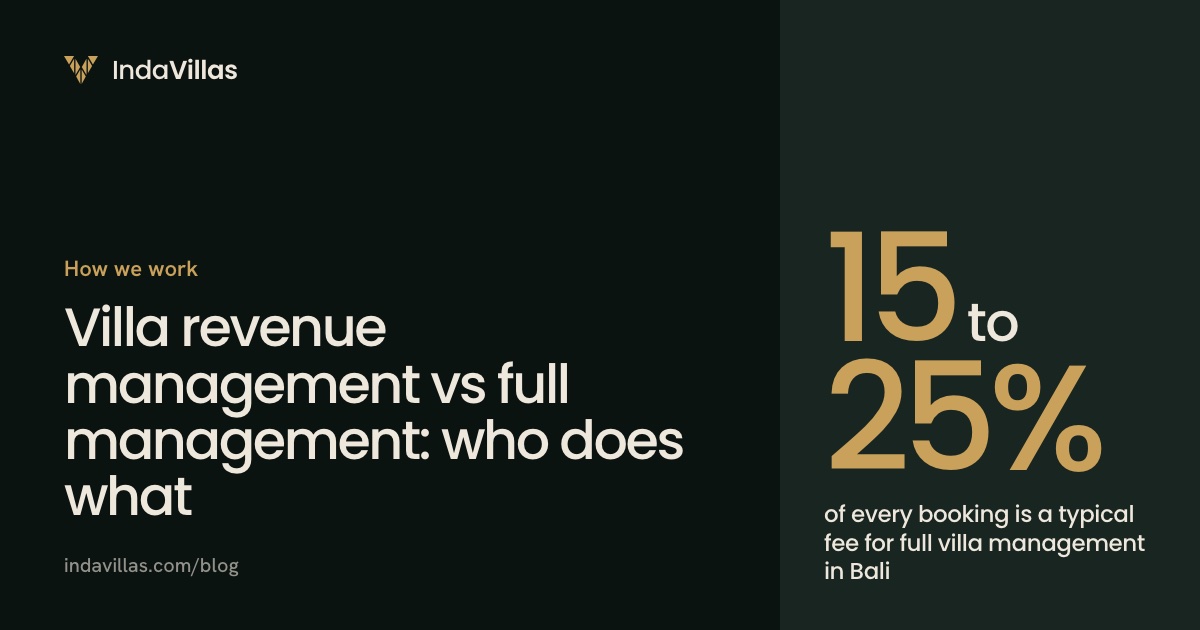 IndaVillas
How we work
Villa revenue
management vs full
management: who does
what
indavillas.com/blog
15 to
25%
of every booking is a typical
fee for full villa management
in Bali